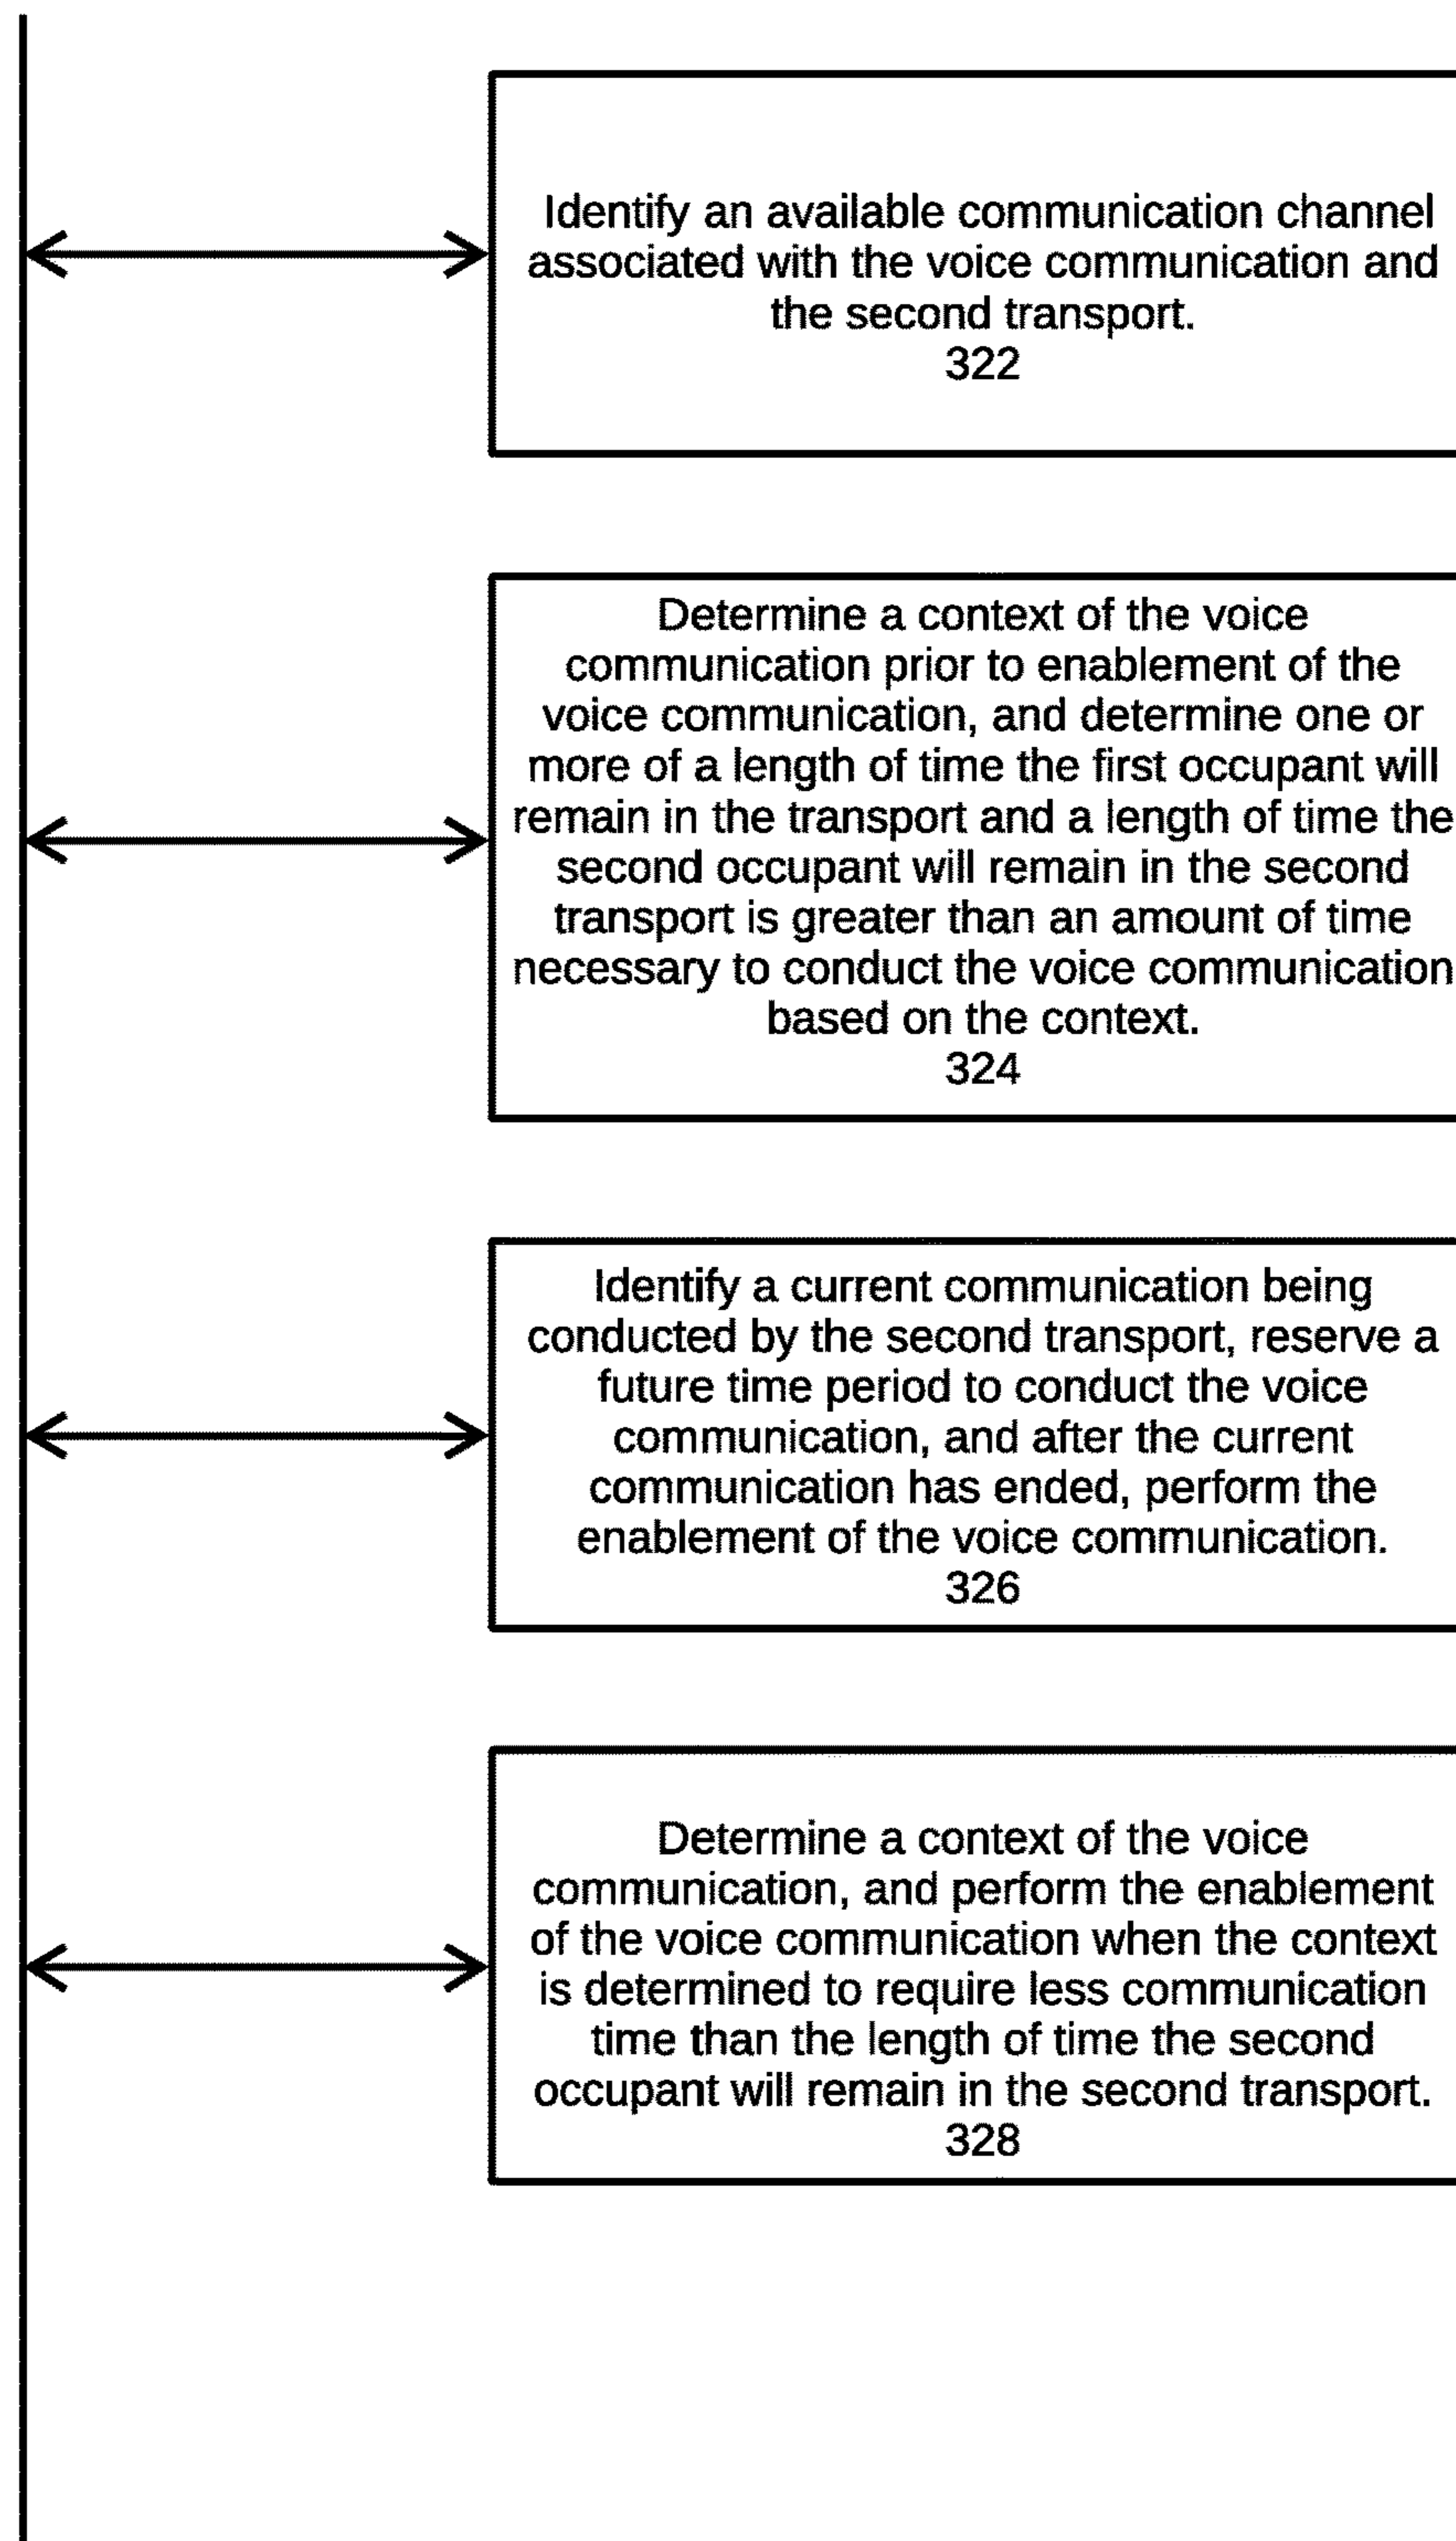 Identify an available communication channel
associated with the voice communication and
the second transport.
322
Determine a context of the voice
communication prior to enablement of the
voice communication, and determine one or
more of a length of time the first occupant will
remain in the transport and a length of time the
second occupant will remain in the second
transport is greater than an amount of time
necessary to conduct the voice communication
based on the context.
324
Identify a current communication being
conducted by the second transport, reserve a
future time period to conduct the voice
communication, and after the current
communication has ended, perform the
enablement of the voice communication.
326
Determine a context of the voice
communication, and perform the enablement
of the voice communication when the context
is determined to require less communication
time than the length of time the second
occupant will remain in the second transport.
328